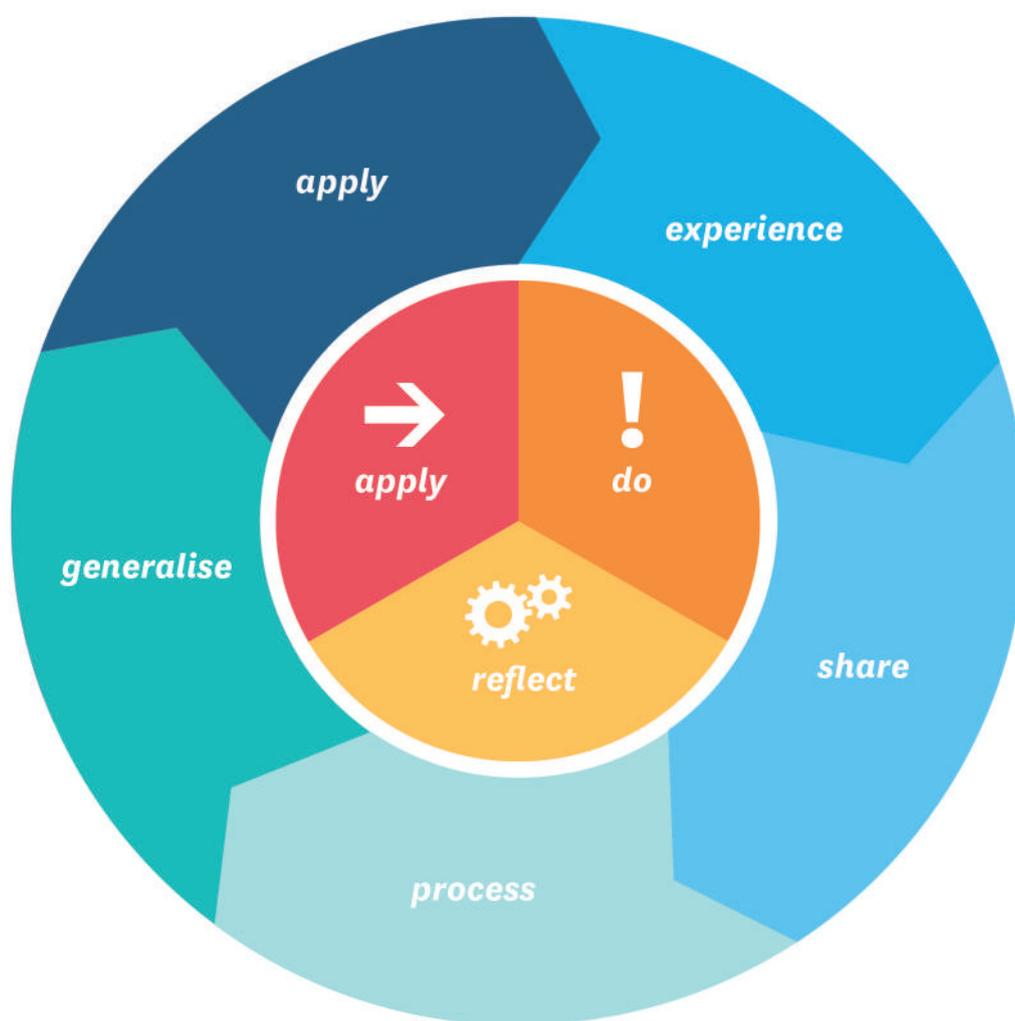 apply
experience
apply
!
do
generalise
reflect
share
process